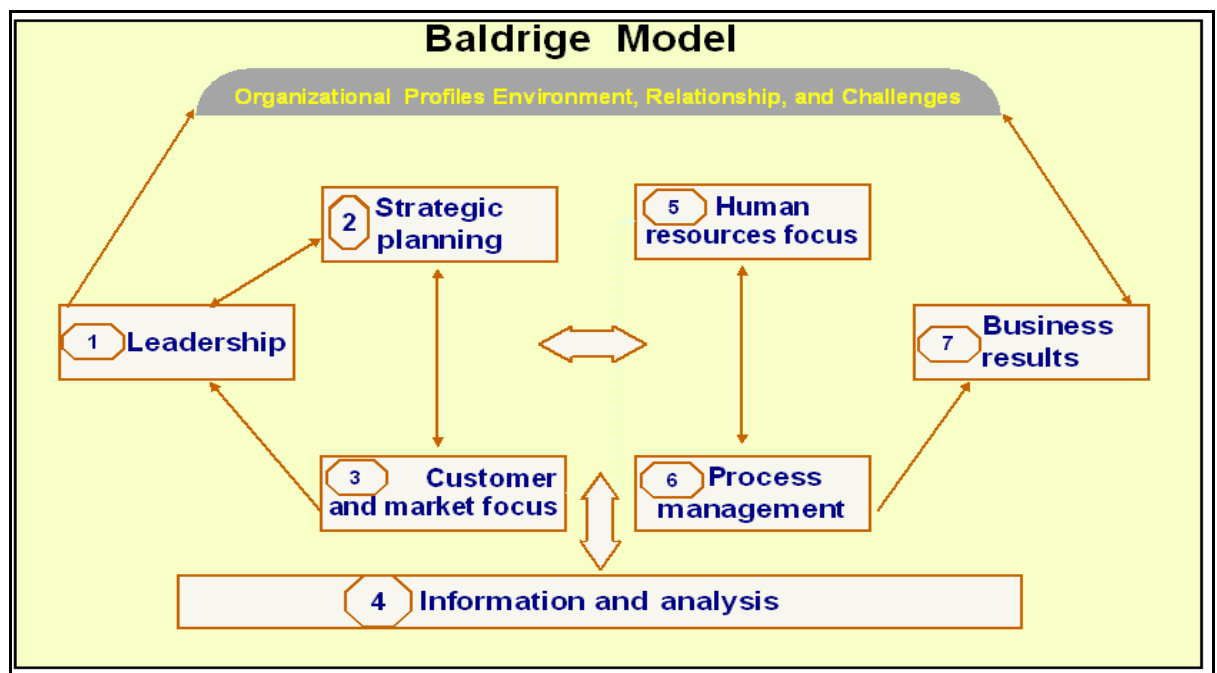 Baldrige Model
Organizational Profiles Environment, Relationship, and Challenges
2 Strategic
planning
5 Human
resources focus
1 Leadership
7 Business
results
3 Customer
and market focus
6 Process
management
4 Information and analysis